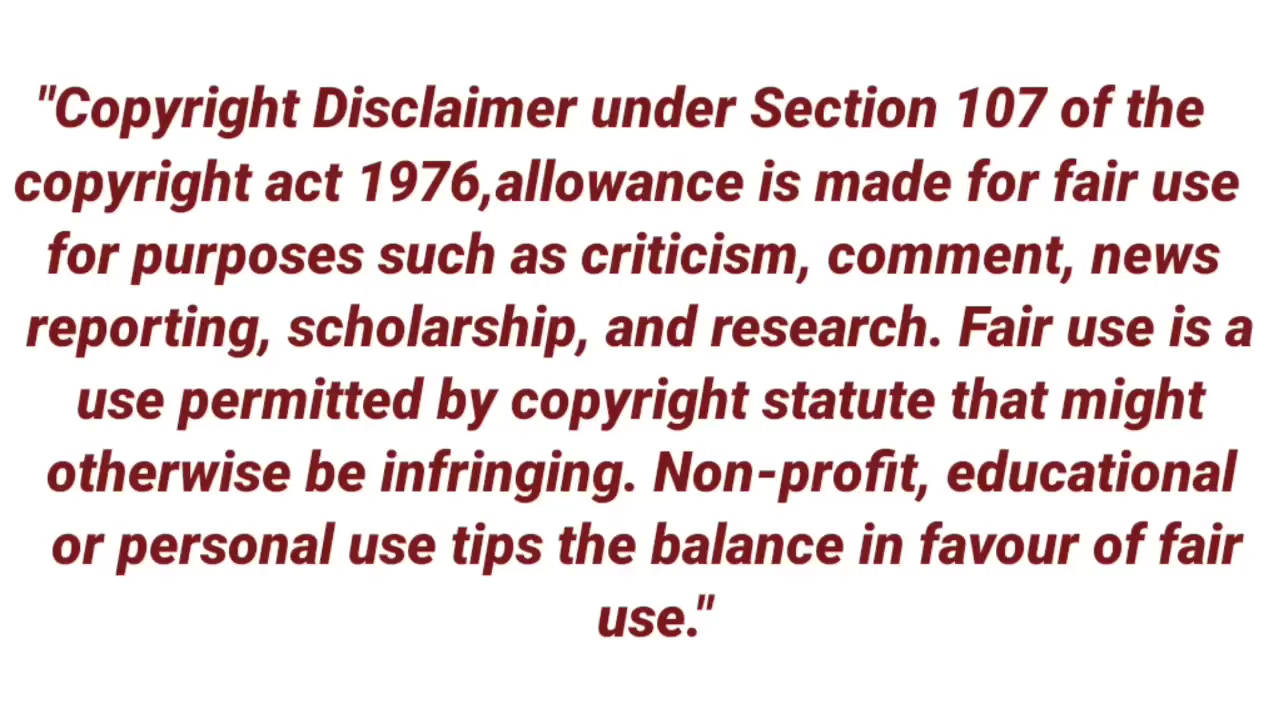 "Copyright Disclaimer under Section 107 of the
copyright act 1976,allowance is made for fair use
for purposes such as criticism, comment, news
reporting, scholarship, and research. Fair use is a
use permitted by copyright statute that might
otherwise be infringing. Non-profit, educational
or personal use tips the balance in favour of fair
use."